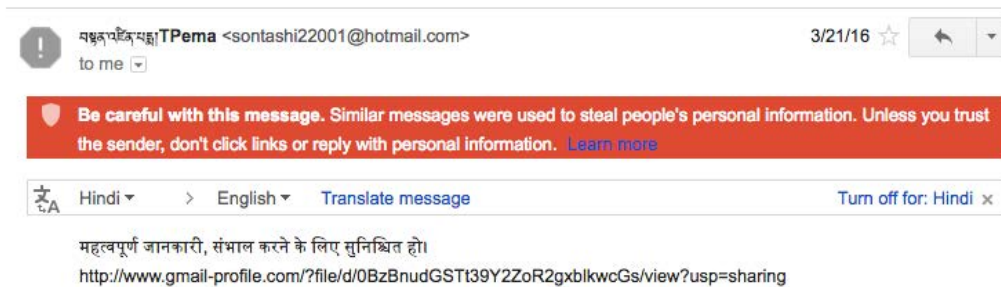 TPema <sontashi22001@hotmail.com> 3/21/16
to me
Be careful with this message. Similar messages were used to steal people's personal information. Unless you trust
the sender, don't click links or reply with personal information. Learn more
Hindi > English Translate message Turn off for: Hindi ×
महत्वपूर्ण जानकारी, संभाल करने के लिए सुनिश्चित हो।
http://www.gmail-profile.com/?file/d/0BzBnudGSTt39Y2ZoR2gxblkwcGs/view?usp=sharing